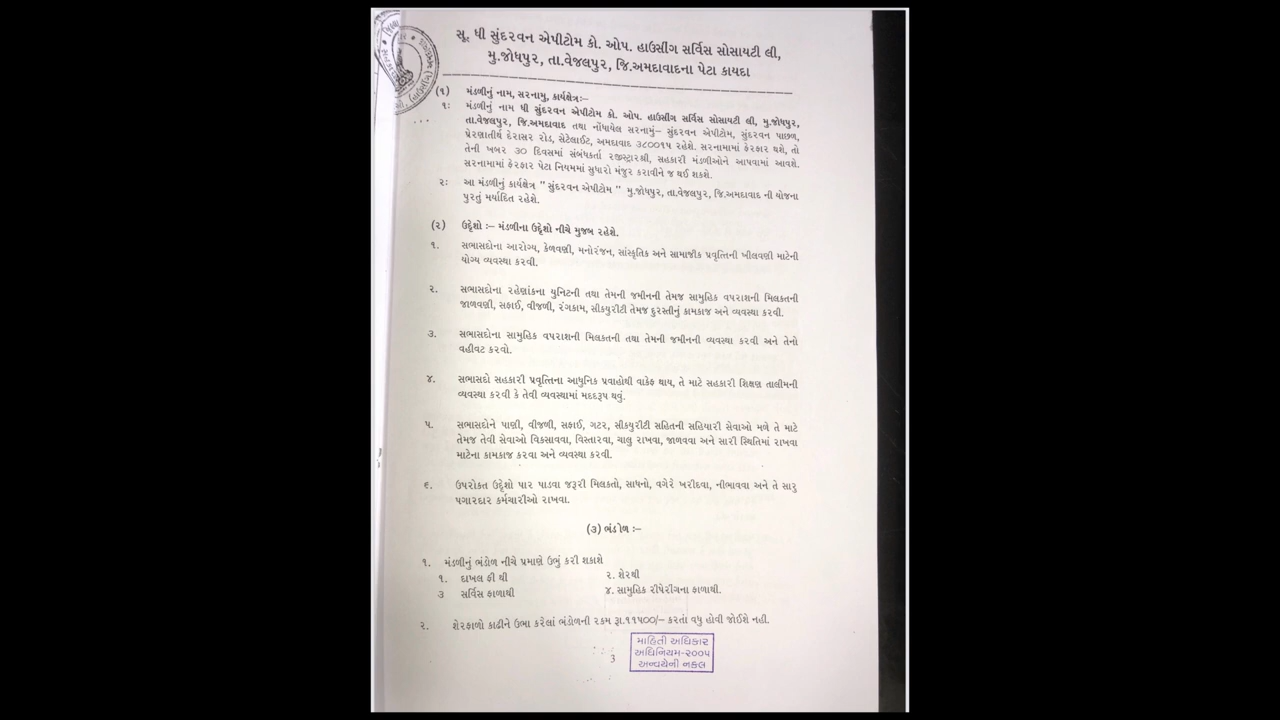 સૂ. ધી સુંદરવન એપીટોમ કો. ઓપ. હાઉસીંગ સર્વિસ સોસાયટી લી,
મુ.જોધપુર, તા.વેજલપુર, જિ.અમદાવાદના પેટા કાયદા
(૧) મંડળીનું નામ, સરનામુ, કાર્યક્ષેત્રઃ–
૧ઃ મંડળીનું નામ ધી સુંદરવન એપીટોમ કો. ઓપ. હાઉસીંગ સર્વિસ સોસાયટી લી, મુ.જોધપુર,
તા.વેજલપુર, જિ.અમદાવાદ તથા નોંધાયેલ સરનામું– સુંદરવન એપીટોમ, સુંદરવન પાછળ,
પ્રેરણાતીર્થ દેરાસર રોડ, સેટેલાઈટ, અમદાવાદ ૩૮૦૦૧૫ રહેશે. સરનામામાં ફેરફાર થશે, તો
તેની ખબર ૩૦ દિવસમાં સંબંધકર્તા રજીસ્ટ્રારશ્રી, સહકારી મંડળીઓને આપવામાં આવશે.
સરનામામાં ફેરફાર પેટા નિયમમાં સુધારો મંજુર કરાવીને જ થઈ શકશે.
૨ઃ આ મંડળીનું કાર્યક્ષેત્ર " સુંદરવન એપીટોમ " મુ.જોધપુર, તા.વેજલપુર, જિ.અમદાવાદ ની યોજના
પુરતું મર્યાદિત રહેશે.
(૨) ઉદ્દેશો :– મંડળીના ઉદ્દેશો નીચે મુજબ રહેશે.
૧. સભાસદોના આરોગ્ય, કેળવણી, મનોરંજન, સાંસ્કૃતિક અને સામાજીક પ્રવૃત્તિની ખીલવણી માટેની
યોગ્ય વ્યવસ્થા કરવી.
૨. સભાસદોના રહેણાંકના યુનિટની તથા તેમની જમીનની તેમજ સામુહિક વપરાશની મિલકતની
જાળવણી, સફાઈ, વીજળી, રંગકામ, સીકયુરીટી તેમજ દુરસ્તીનું કામકાજ અને વ્યવસ્થા કરવી.
૩. સભાસદોના સામુહિક વપરાશની મિલકતની તથા તેમની જમીનની વ્યવસ્થા કરવી અને તેનો
વહીવટ કરવો.
૪. સભાસદો સહકારી પ્રવૃત્તિના આધુનિક પ્રવાહોથી વાકેફ થાય, તે માટે સહકારી શિક્ષણ તાલીમની
વ્યવસ્થા કરવી કે તેવી વ્યવસ્થામાં મદદરૂપ થવું.
૫. સભાસદોને પાણી, વીજળી, સફાઈ, ગટર, સીકયુરીટી સહિતની સહિયારી સેવાઓ મળે તે માટે
તેમજ તેવી સેવાઓ વિકસાવવા, વિસ્તારવા, ચાલુ રાખવા, જાળવવા અને સારી સ્થિતિમાં રાખવા
માટેના કામકાજ કરવા અને વ્યવસ્થા કરવી.
૬. ઉપરોકત ઉદ્દેશો પાર પાડવા જરૂરી મિલકતો, સાધનો, વગેરે ખરીદવા, નીભાવવા અને તે સારુ
પગારદાર કર્મચારીઓ રાખવા.
(૩) ભંડોળ :–
૧. મંડળીનું ભંડોળ નીચે પ્રમાણે ઉભું કરી શકાશે
૧. દાખલ ફી થી ૨. શેરથી
૩ સર્વિસ ફાળાથી ૪. સામુહિક રીપેરીંગના ફાળાથી.
૨. શેરફાળો કાઢીને ઉભા કરેલાં ભંડોળની રકમ રૂા.૧૧૫૦૦/– કરતાં વધુ હોવી જોઈશે નહી.
માહિતી અધિકાર
અધિનિયમ-૨૦૦૫
અન્વયેની નકલ
3